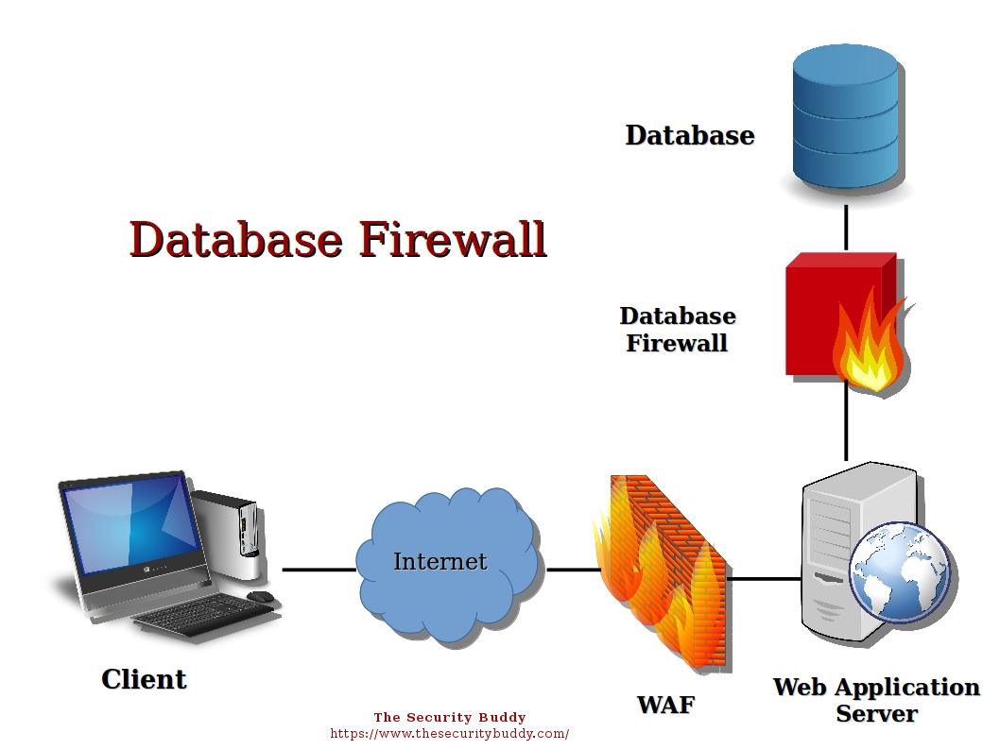 Database
Database Firewall
Database
Firewall
Internet
Client
WAF
Web Application
Server
The Security Buddy
https://www.thesecuritybuddy.com/